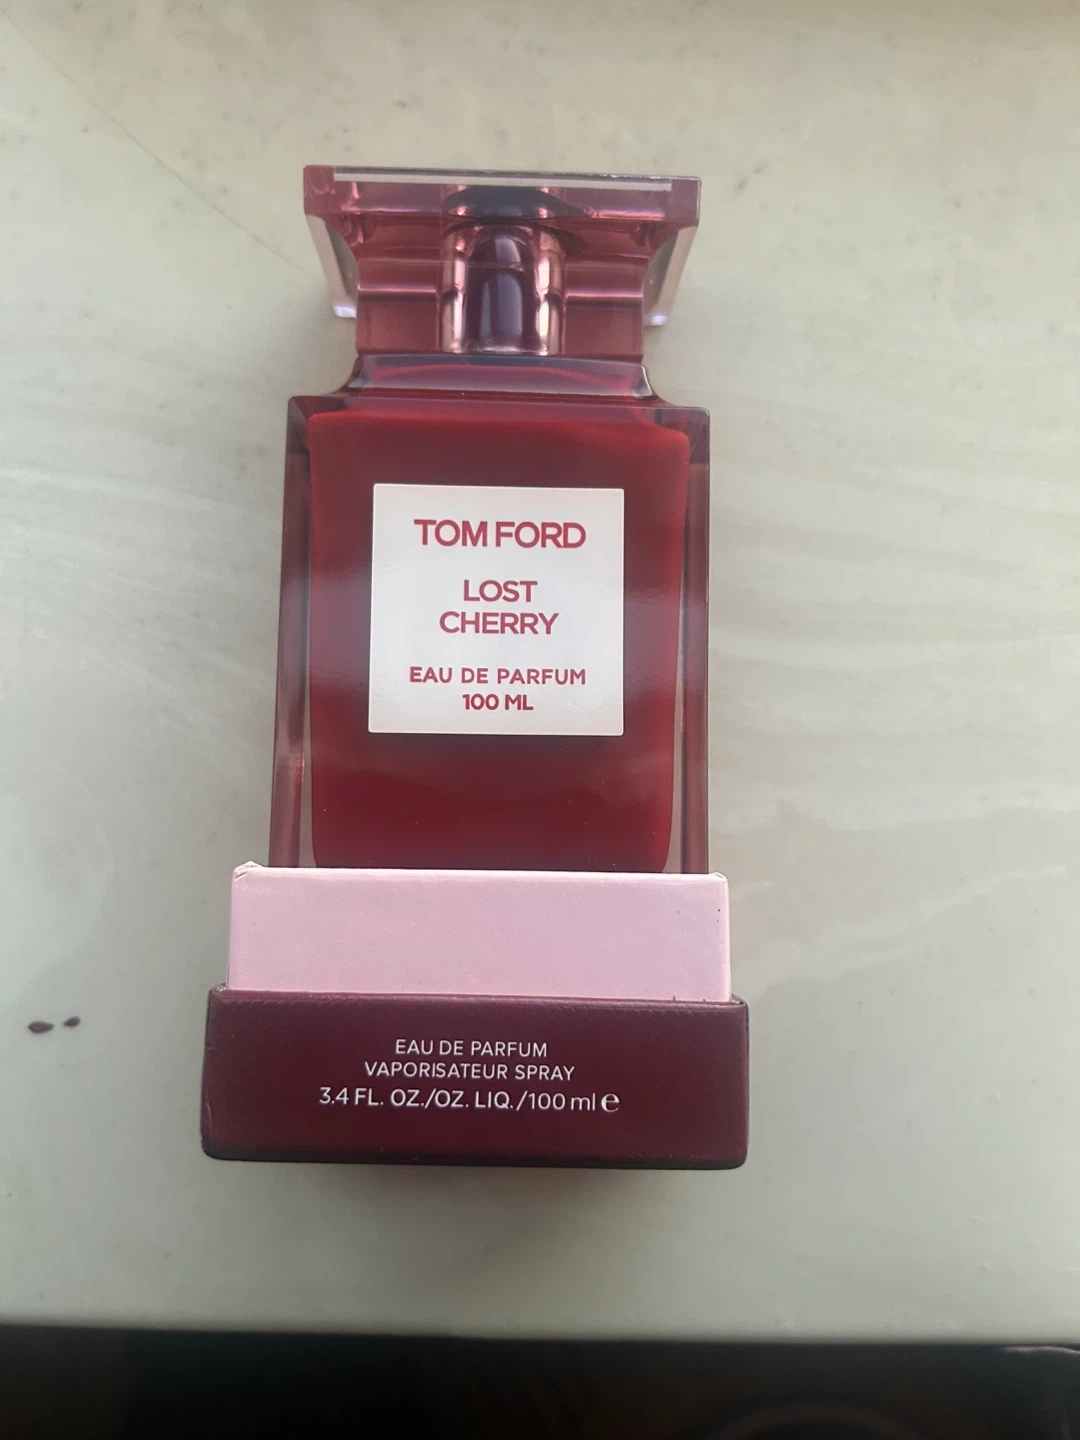 TOM FORD
LOST
CHERRY
EAU DE PARFUM
100 ML
EAU DE PARFUM
VAPORISATEUR SPRAY
3.4 FL. OZ./OZ. LIQ./100 ml ℮